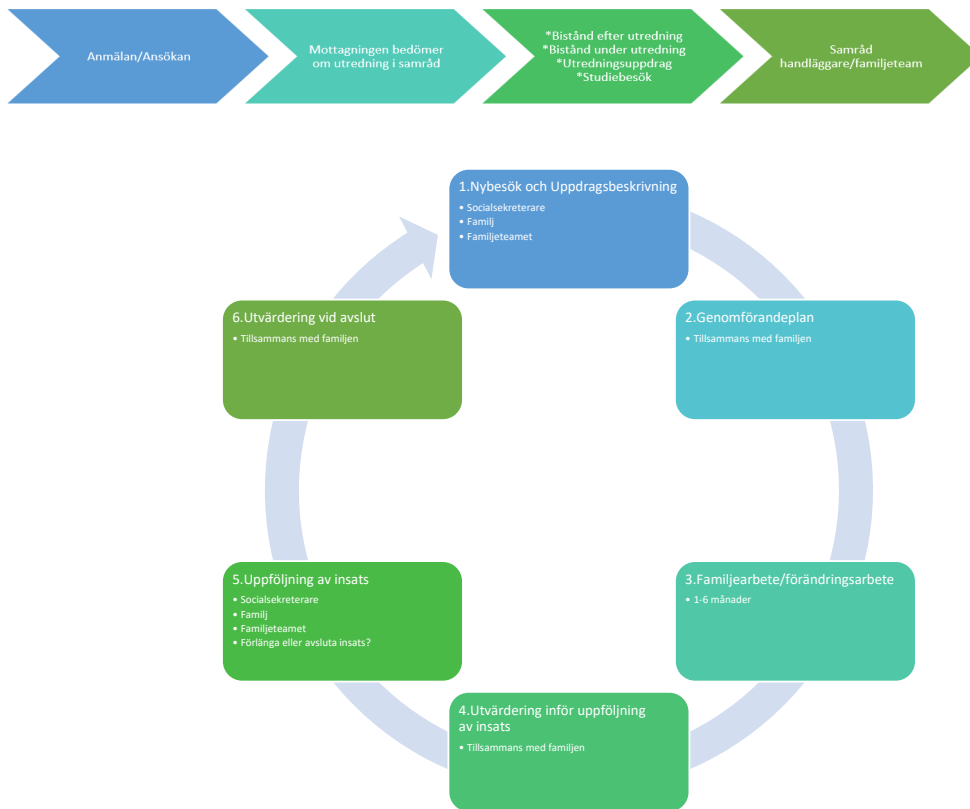 Anmälan/Ansökan
Mottagningen bedömer
om utredning i samråd
*Bistånd efter utredning
*Bistånd under utredning
*Utredningsuppdrag
*Studiebesök
Samråd
handläggare/familjeteam
1.Nybesök och Uppdragsbeskrivning
• Socialsekreterare
• Familj
• Familjeteamet
2.Genomförandeplan
• Tillsammans med familjen
3.Familjearbete/förändringsarbete
• 1-6 månader
4.Utvärdering inför uppföljning
av insats
• Tillsammans med familjen
5.Uppföljning av insats
• Socialsekreterare
• Familj
• Familjeteamet
• Förlänga eller avsluta insats?
6.Utvärdering vid avslut
• Tillsammans med familjen